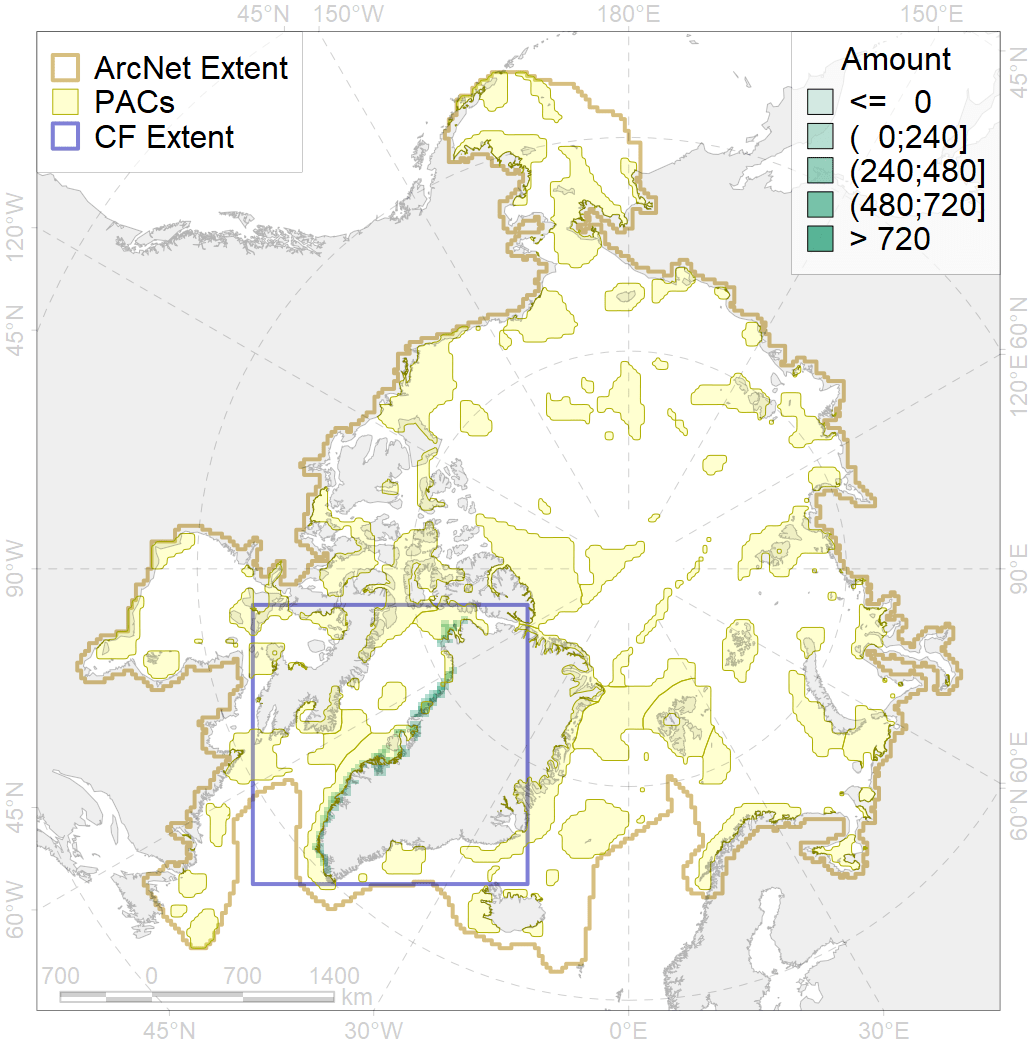 45°N 150°W 180°E 150°E
ArcNet Extent
PACs
CF Extent
Amount
<= 0
( 0;240]
(240;480]
(480;720]
> 720
45°N
120°W
45°N
60°N
120°E
90°W
90°E
45°N
60°N
60°E
60°W
700 0 700 1400
km
45°N 30°W 0°E 30°E